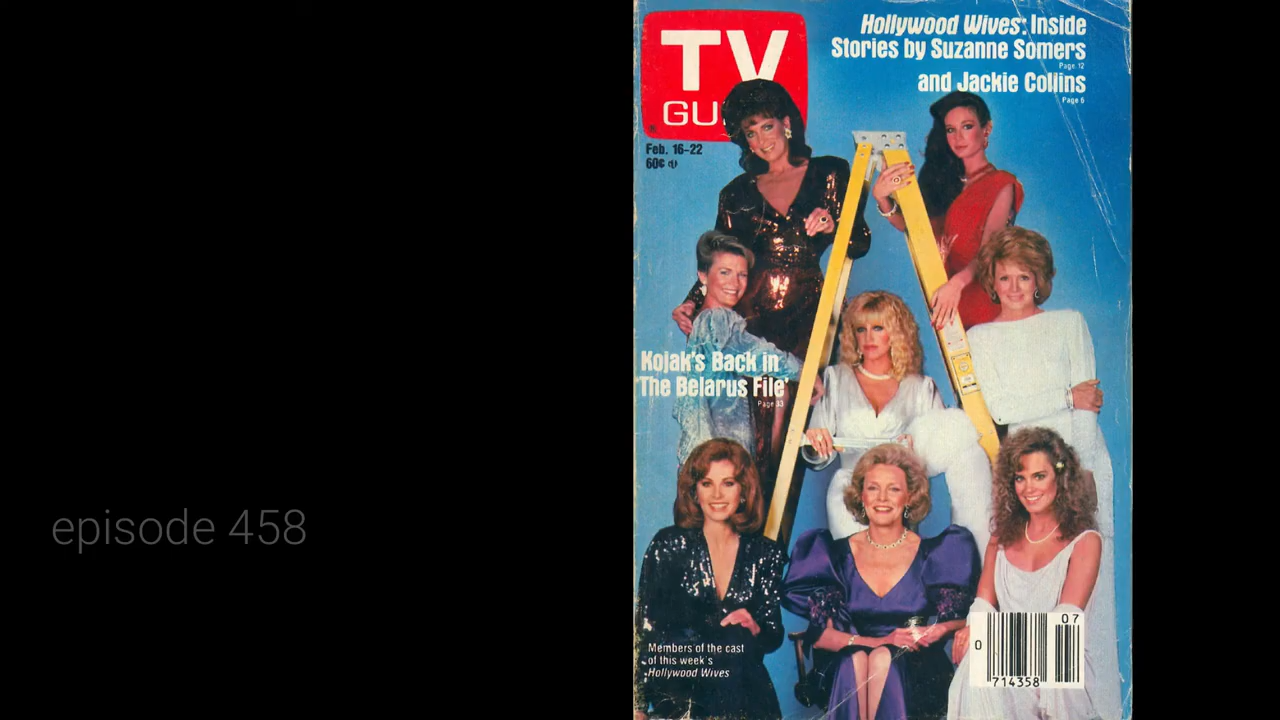 Hollywood Wives: Inside
Stories by Suzanne Somers
Page 12
and Jackie Collins
Page 6
TV
GU
Feb. 16-22
60¢
Kojak's Back in
'The Belarus File'
Page 33
episode 458
Members of the cast
of this week's
Hollywood Wives
07
0
714358